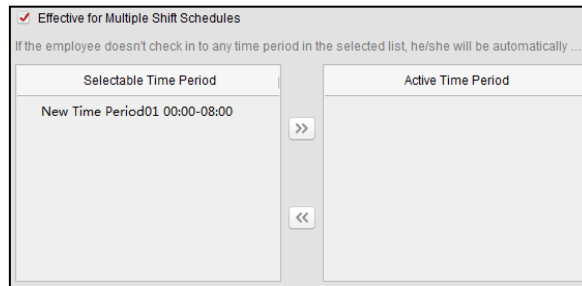 Effective for Multiple Shift Schedules
If the employee doesn't check in to any time period in the selected list, he/she will be automatically ...
Selectable Time Period
Active Time Period
New Time Period01 00:00-08:00
>>
<<